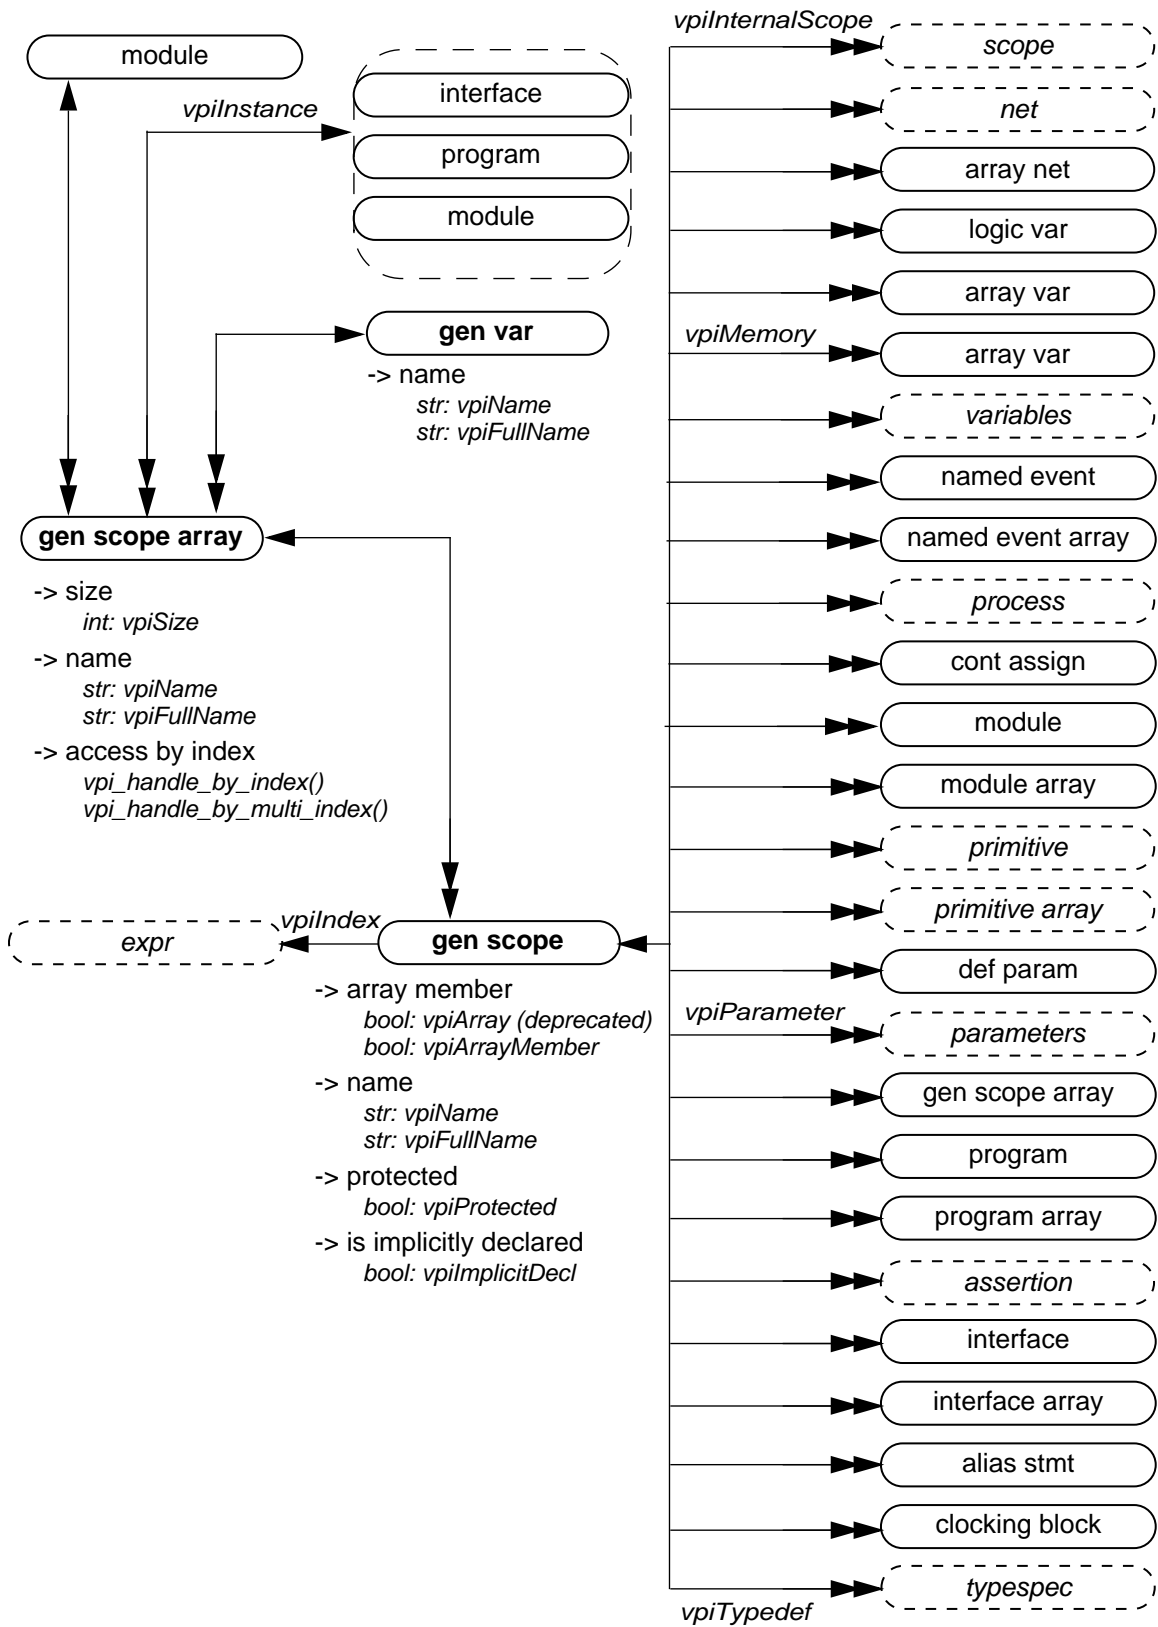 module
vpiInstance
interface
program
module
gen var
-> name
str: vpiName
str: vpiFullName
gen scope array
-> size
int: vpiSize
-> name
str: vpiName
str: vpiFullName
-> access by index
vpi_handle_by_index()
vpi_handle_by_multi_index()
expr
vpiIndex
gen scope
-> array member
bool: vpiArray (deprecated)
bool: vpiArrayMember
-> name
str: vpiName
str: vpiFullName
-> protected
bool: vpiProtected
-> is implicitly declared
bool: vpiImplicitDecl
vpiInternalScope
scope
net
array net
logic var
array var
vpiMemory
array var
variables
named event
named event array
process
cont assign
module
module array
primitive
primitive array
def param
vpiParameter
parameters
gen scope array
program
program array
assertion
interface
interface array
alias stmt
clocking block
typespec
vpiTypedef